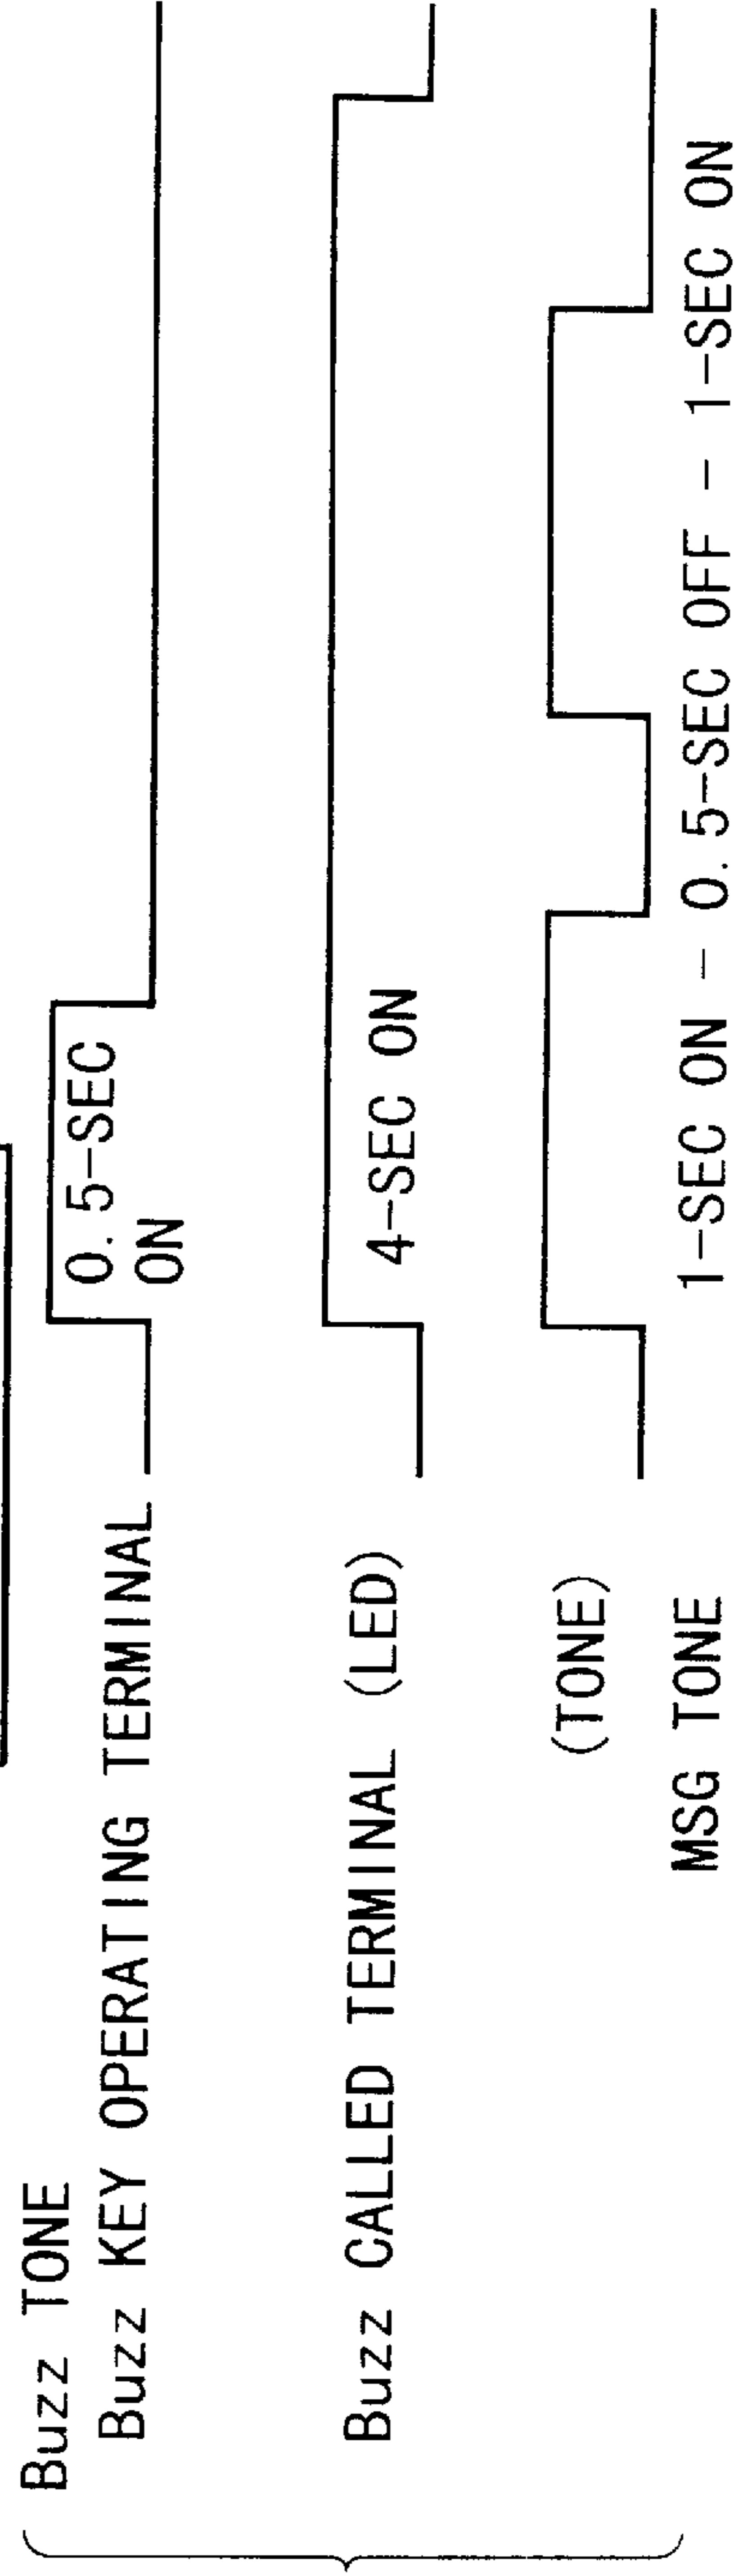 Buzz TONE
Buzz KEY OPERATING TERMINAL
0.5-SEC
ON
Buzz CALLED TERMINAL (LED)
4-SEC ON
(TONE)
MSG TONE
1-SEC ON - 0.5-SEC OFF - 1-SEC ON